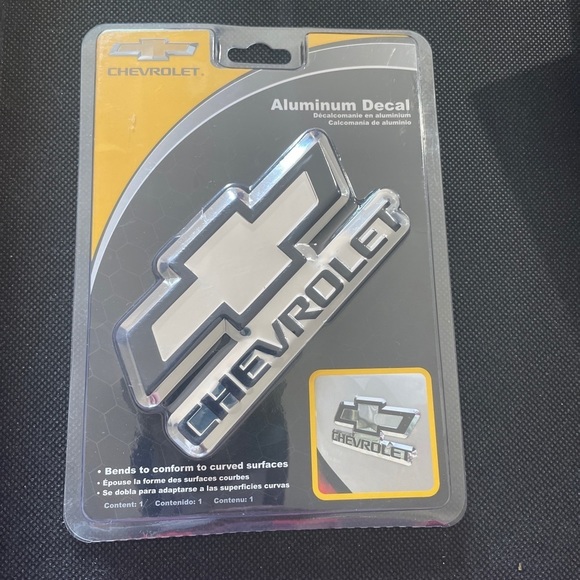 CHEVROLET
Aluminum Decal
Décalcomanie en aluminium
Calcomanía de aluminio
CHEVROLET
CHEVROLET
• Bends to conform to curved surfaces
• Épouse la forme des surfaces courbes
• Se dobla para adaptarse a las superficies curvas
Content: 1 Contenido: 1 Contenu: 1